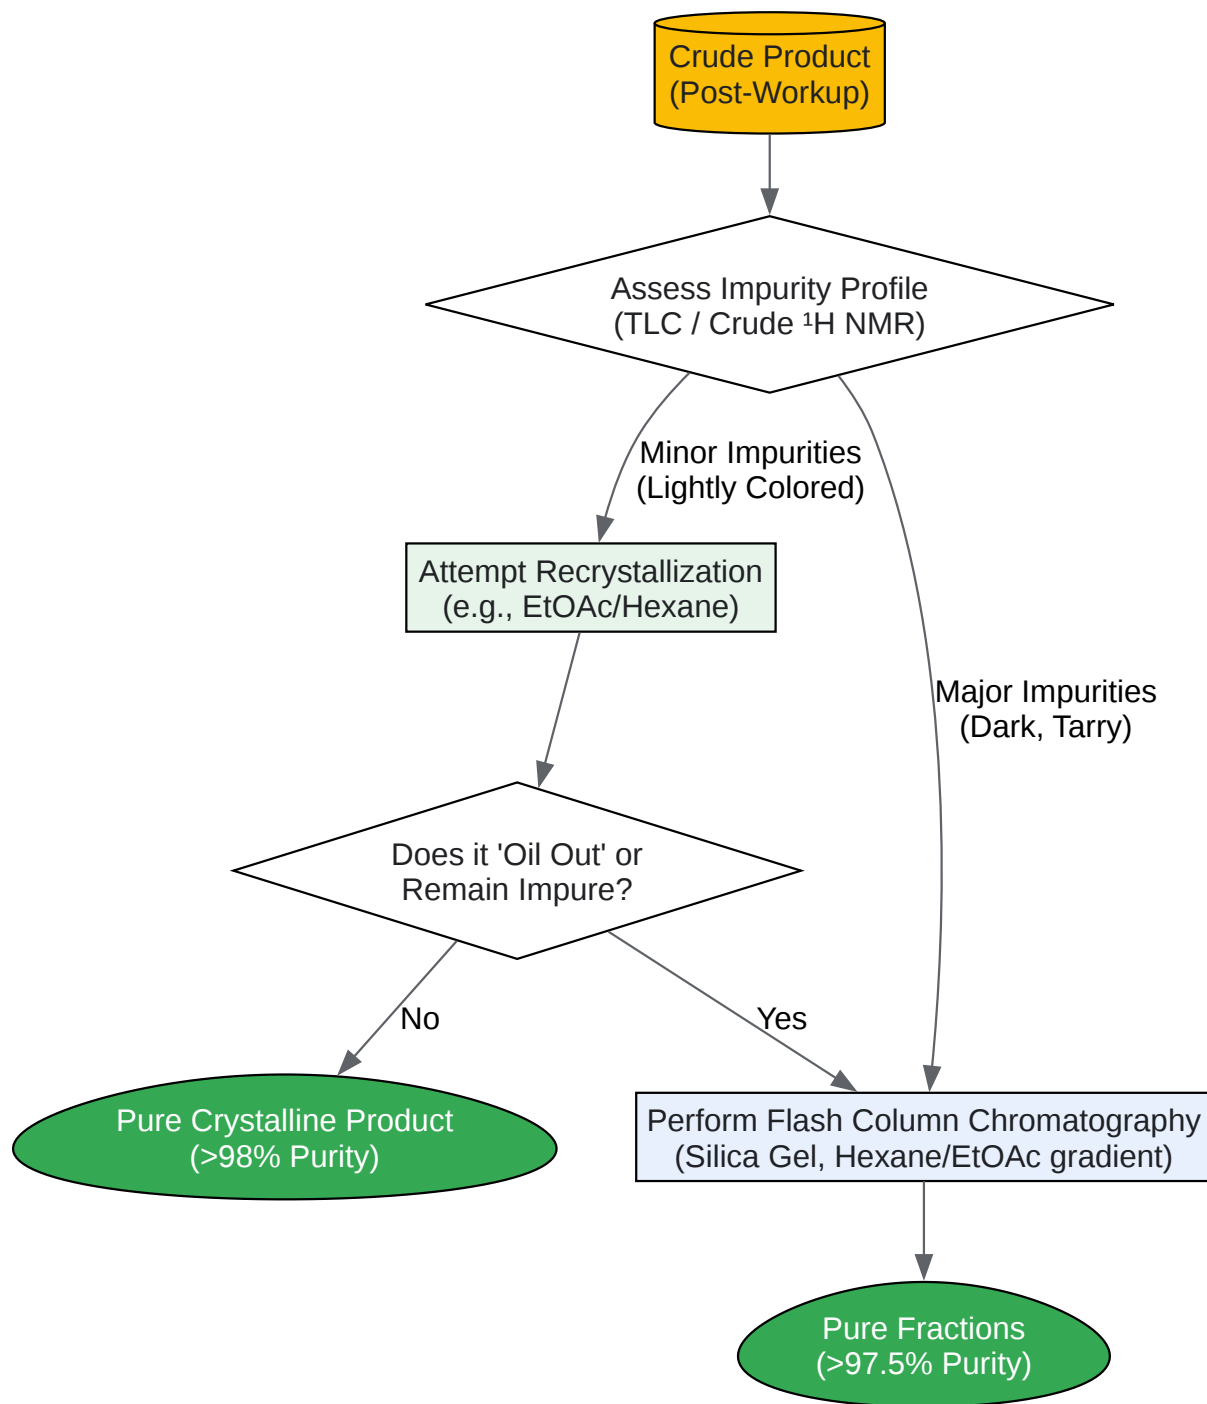 Crude Product
(Post-Workup)
Assess Impurity Profile
(TLC / Crude ¹H NMR)
Minor Impurities
(Lightly Colored)
Attempt Recrystallization
(e.g., EtOAc/Hexane)
Major Impurities
(Dark, Tarry)
Does it 'Oil Out' or
Remain Impure?
No
Yes
Pure Crystalline Product
(>98% Purity)
Perform Flash Column Chromatography
(Silica Gel, Hexane/EtOAc gradient)
Pure Fractions
(>97.5% Purity)